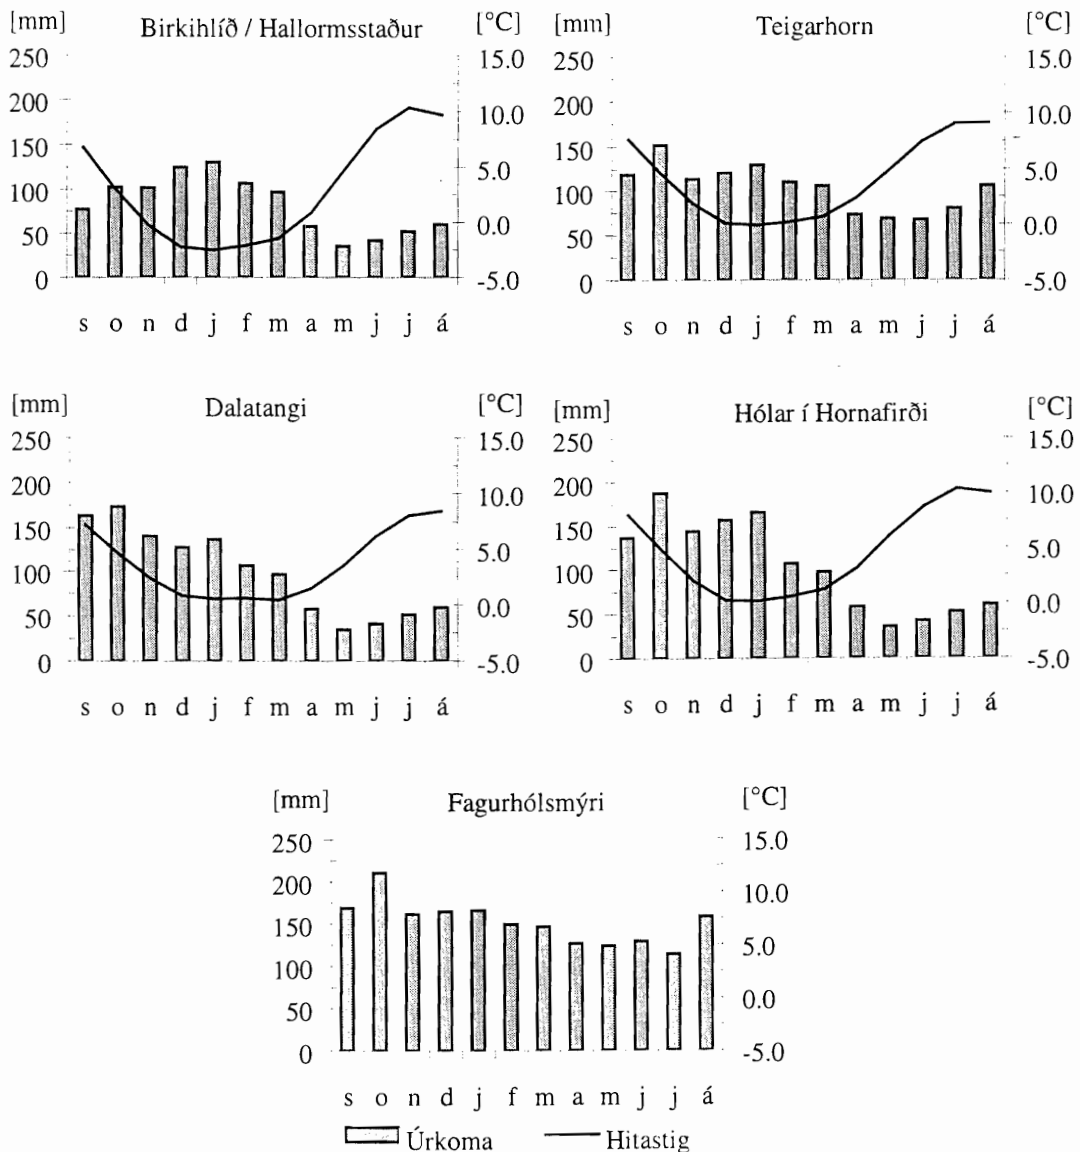 [mm] Birkihlíð / Hallormsstaður [°C]
250 15.0
200 10.0
150
100 5.0
50 0.0
0 -5.0
s o n d j f m a m j j á
[mm] Teigarhorn [°C]
250 15.0
200 10.0
150
100 5.0
50 0.0
0 -5.0
s o n d j f m a m j j á
[mm] Dalatangi [°C]
250 15.0
200 10.0
150
100 5.0
50 0.0
0 -5.0
s o n d j f m a m j j á
[mm] Hólar í Hornafirði [°C]
250 15.0
200 10.0
150
100 5.0
50 0.0
0 -5.0
s o n d j f m a m j j á
[mm] Fagurhólsmýri [°C]
250 15.0
200 10.0
150
100 5.0
50 0.0
0 -5.0
s o n d j f m a m j j á
Úrkoma Hitastig